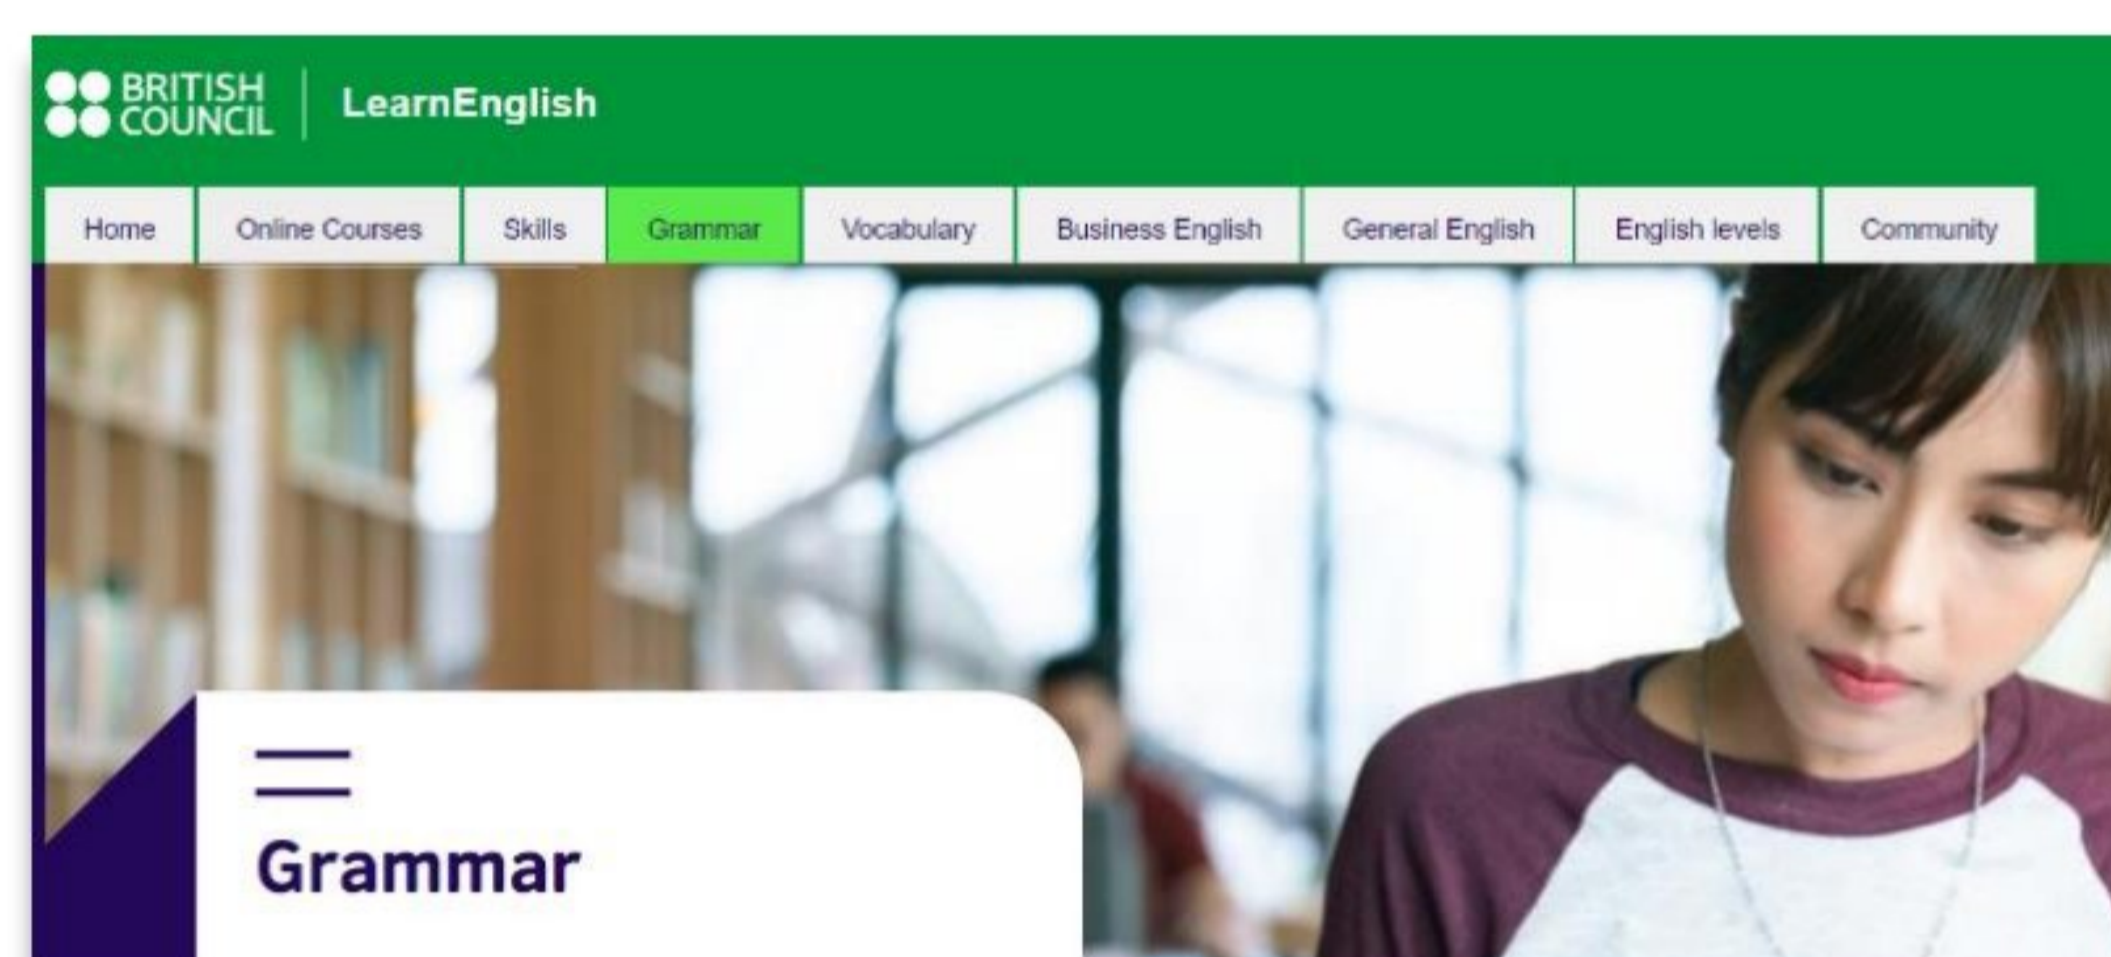 BRITISH
COUNCIL
LearnEnglish
Home Online Courses Skills Grammar Vocabulary Business English General English English levels Community
Grammar